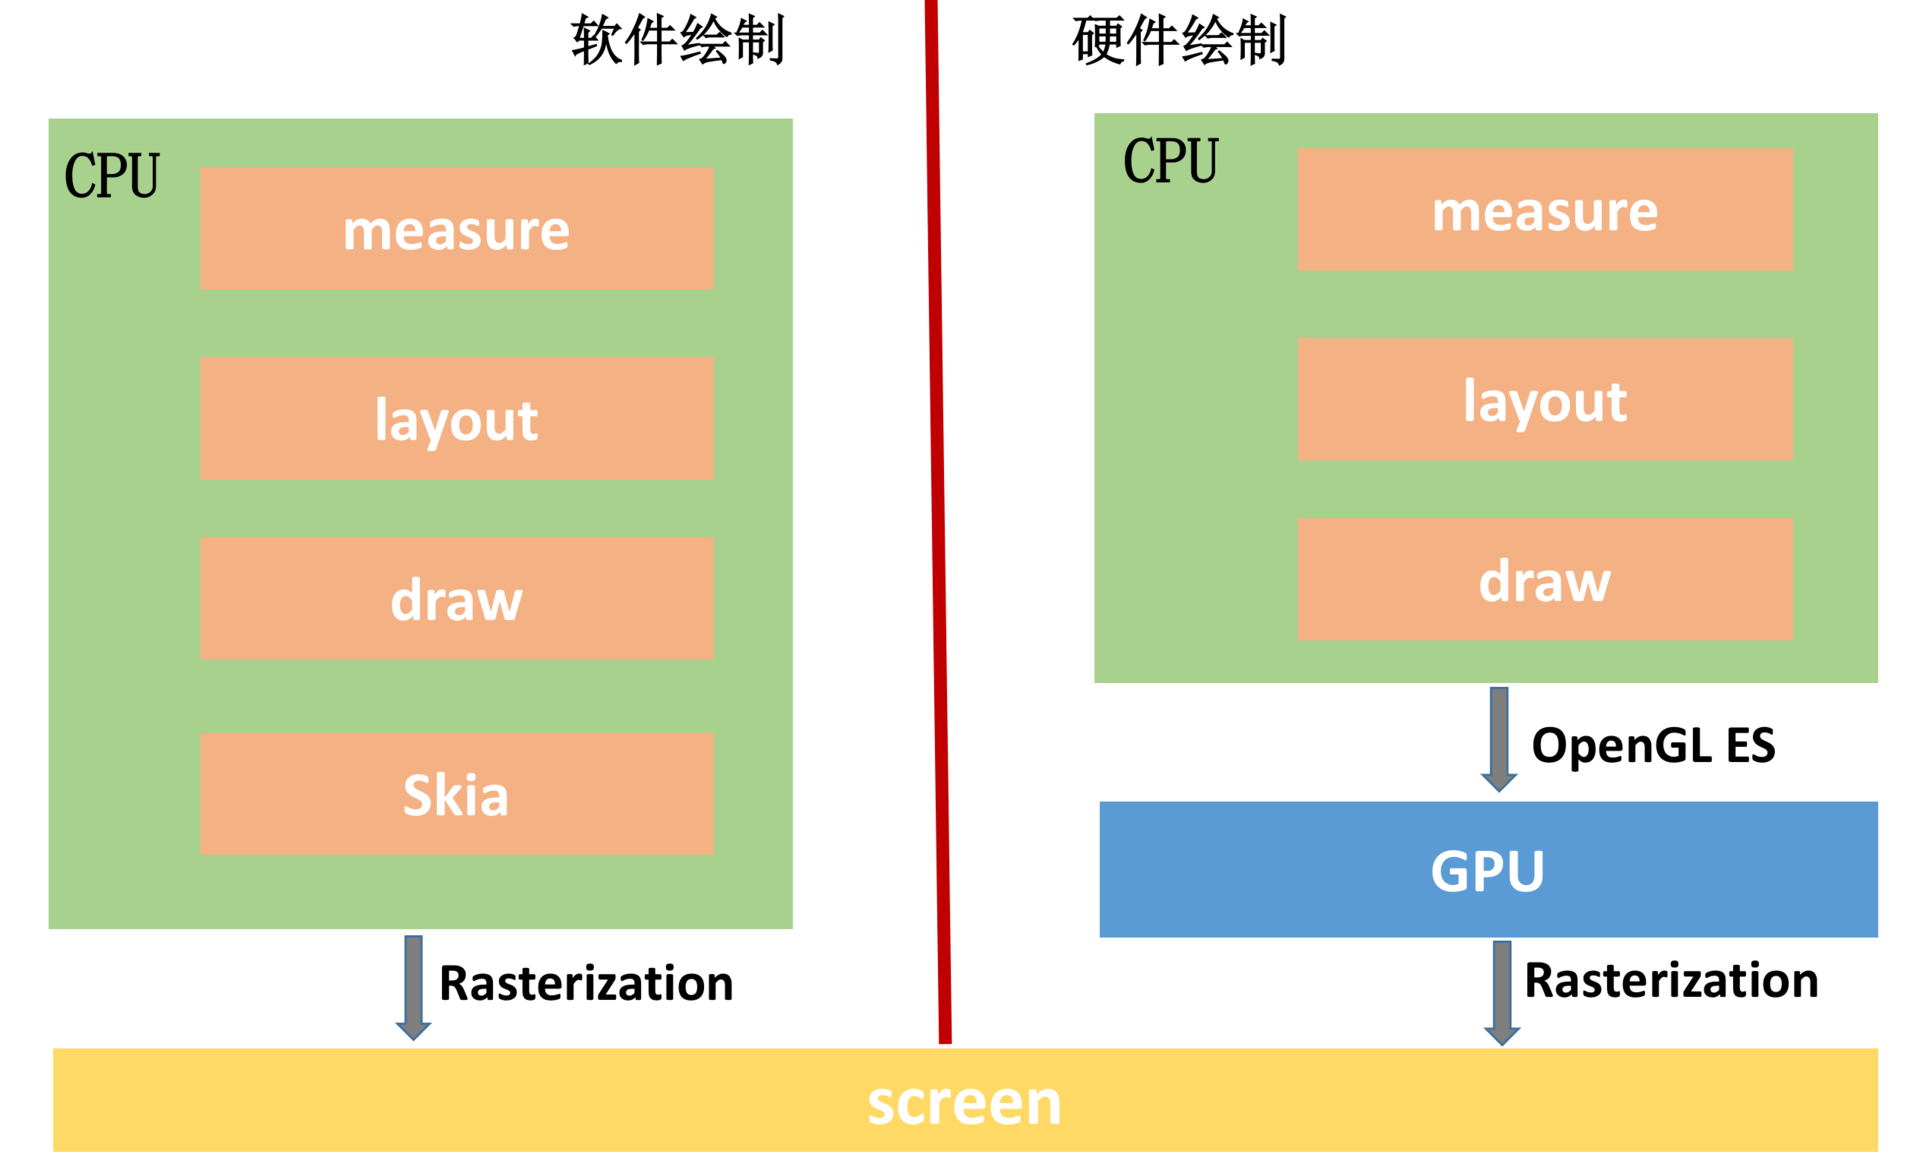 软件绘制
CPU
measure
layout
draw
Skia
Rasterization
硬件绘制
CPU
measure
layout
draw
OpenGL ES
GPU
Rasterization
screen